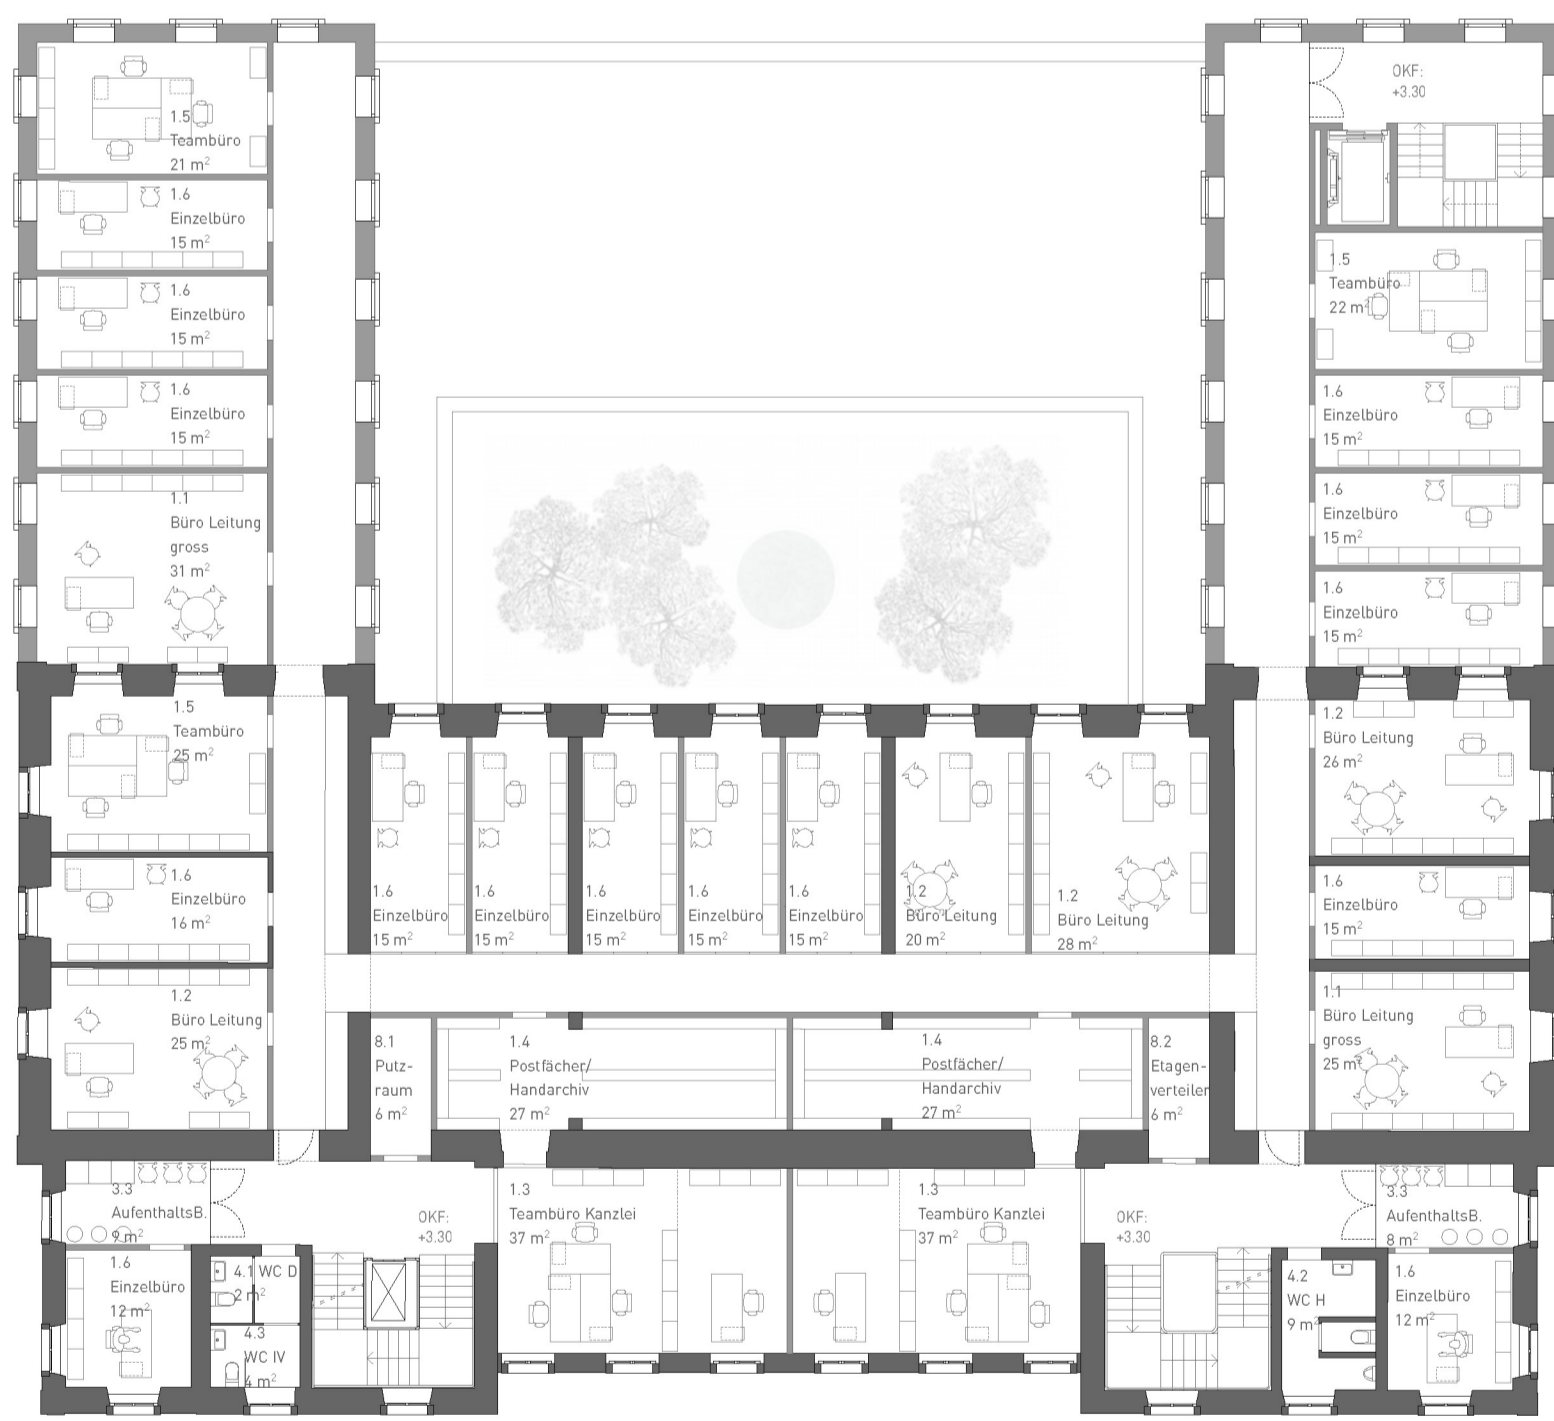 1.5
Teambüro
21 m²
1.6
Einzelbüro
15 m²
1.6
Einzelbüro
15 m²
1.6
Einzelbüro
15 m²
1.1
Büro Leitung
gross
31 m²
1.5
Teambüro
25 m²
1.6
Einzelbüro
16 m²
1.2
Büro Leitung
25 m²
OKF:
+3.30
1.5
Teambüro
22 m²
1.6
Einzelbüro
15 m²
1.6
Einzelbüro
15 m²
1.6
Einzelbüro
15 m²
1.2
Büro Leitung
26 m²
1.6
Einzelbüro
15 m²
1.1
Büro Leitung
gross
25 m²
1.6
Einzelbüro
15 m²
1.6
Einzelbüro
15 m²
1.6
Einzelbüro
15 m²
1.6
Einzelbüro
15 m²
1.6
Einzelbüro
15 m²
1.2
Büro Leitung
20 m²
1.2
Büro Leitung
28 m²
8.1
Putz-
raum
6 m²
1.4
Postfächer/
Handarchiv
27 m²
1.4
Postfächer/
Handarchiv
27 m²
8.2
Etagen-
verteiler
6 m²
3.3
AufenthaltsB.
9 m²
1.6
Einzelbüro
12 m²
4.1 WC D
2 m²
4.3
WC IV
4 m²
OKF:
+3.30
1.3
Teambüro Kanzlei
37 m²
1.3
Teambüro Kanzlei
37 m²
OKF:
+3.30
3.3
AufenthaltsB.
8 m²
4.2
WC H
9 m²
1.6
Einzelbüro
12 m²